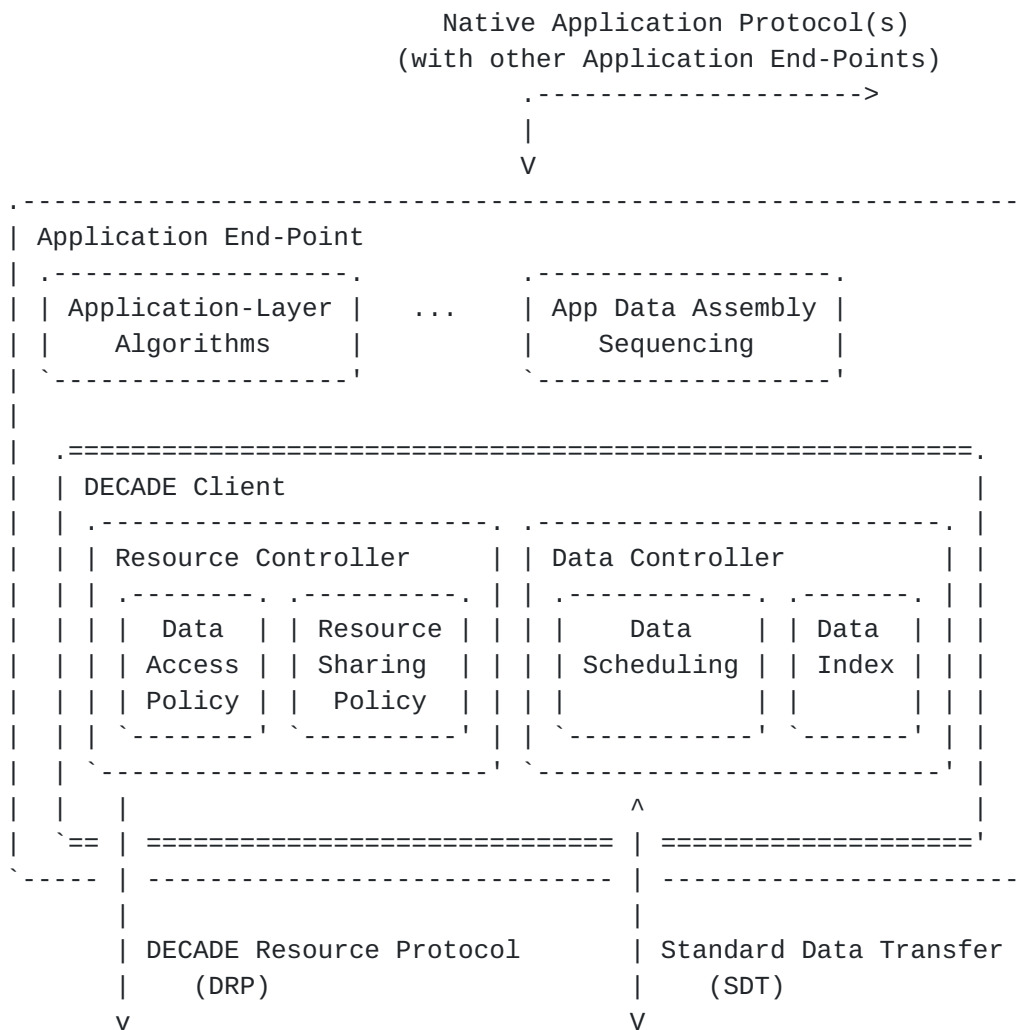 Native Application Protocol(s)
(with other Application End-Points)
Application End-Point
Application-Layer ... App Data Assembly
Algorithms Sequencing
DECADE Client
Resource Controller Data Controller
Data Resource Data Data
Access Sharing Scheduling Index
Policy Policy
DECADE Resource Protocol Standard Data Transfer
(DRP) (SDT)